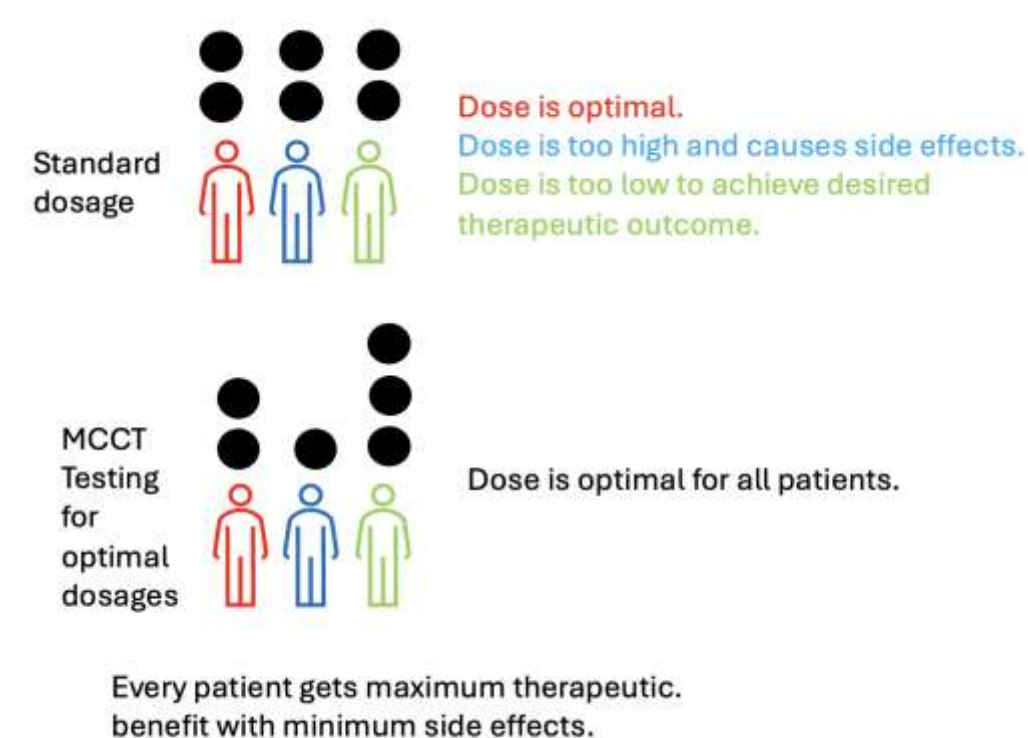 Standard
dosage
Dose is optimal.
Dose is too high and causes side effects.
Dose is too low to achieve desired
therapeutic outcome.
MCCT
Testing
for
optimal
dosages
Dose is optimal for all patients.
Every patient gets maximum therapeutic.
benefit with minimum side effects.